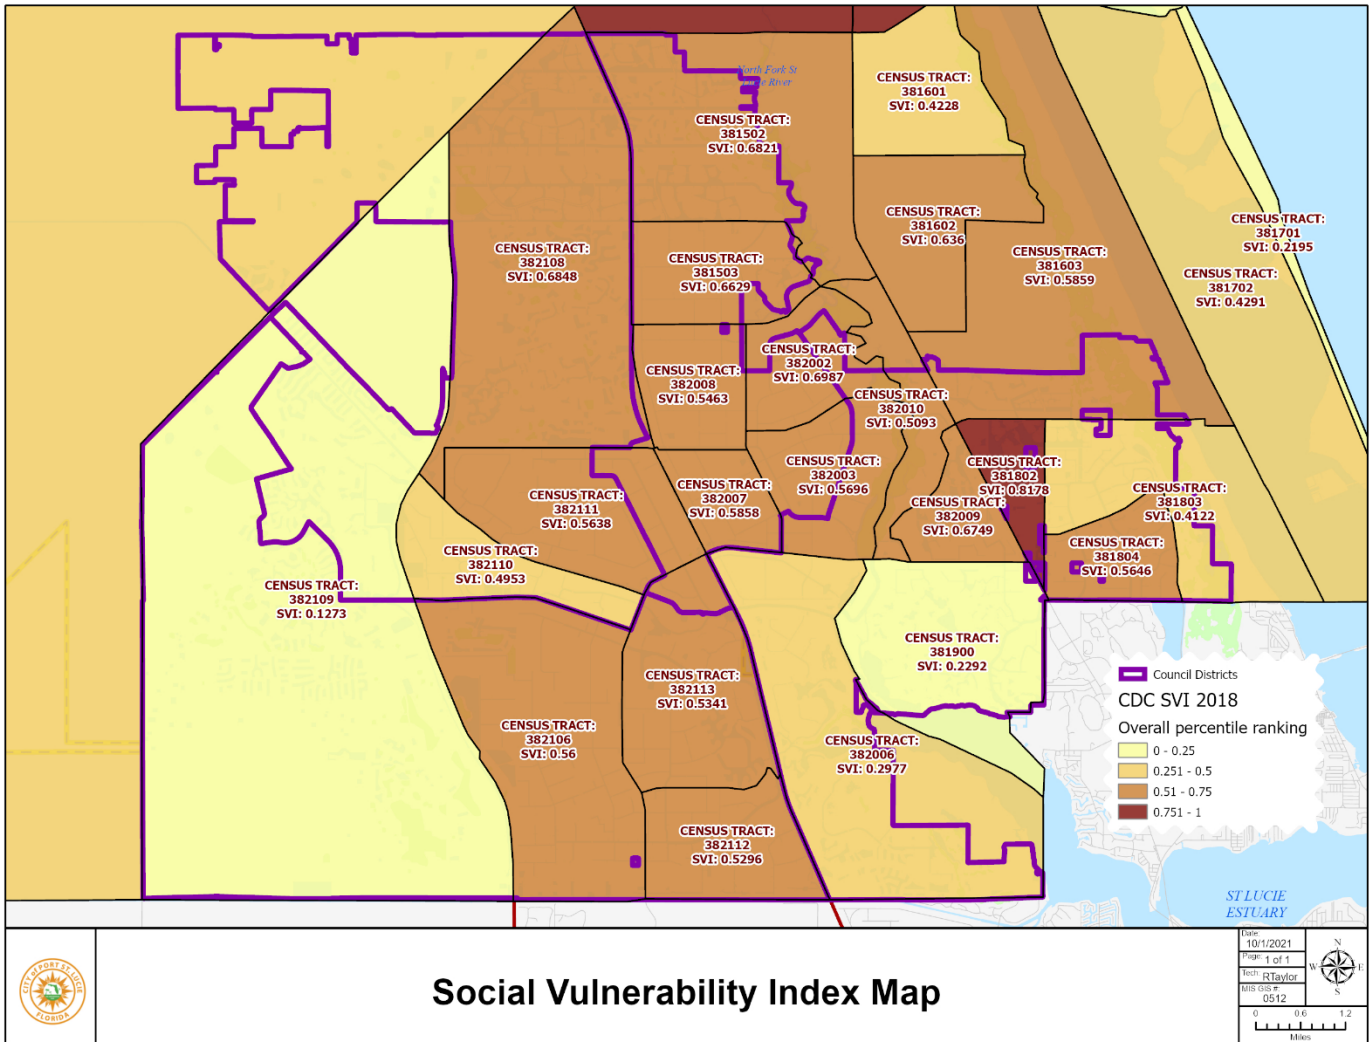 North Fork St
Lucie River
CENSUS TRACT:
381601
SVI: 0.4228
CENSUS TRACT:
381502
SVI: 0.6821
CENSUS TRACT:
381602
SVI: 0.636
CENSUS TRACT:
381701
SVI: 0.2195
CENSUS TRACT:
382108
SVI: 0.6848
CENSUS TRACT:
381503
SVI: 0.6629
CENSUS TRACT:
381603
SVI: 0.5859
CENSUS TRACT:
381702
SVI: 0.4291
CENSUS TRACT:
382002
SVI: 0.6987
CENSUS TRACT:
382008
SVI: 0.5463
CENSUS TRACT:
382010
SVI: 0.5093
CENSUS TRACT:
382003
SVI: 0.5696
CENSUS TRACT:
381802
SVI: 0.8178
CENSUS TRACT:
382007
SVI: 0.5858
CENSUS TRACT:
382111
SVI: 0.5638
CENSUS TRACT:
382009
SVI: 0.6749
CENSUS TRACT:
381803
SVI: 0.4122
CENSUS TRACT:
382110
SVI: 0.4953
CENSUS TRACT:
381804
SVI: 0.5646
CENSUS TRACT:
382109
SVI: 0.1273
CENSUS TRACT:
381900
SVI: 0.2292
CENSUS TRACT:
382113
SVI: 0.5341
CENSUS TRACT:
382106
SVI: 0.56
CENSUS TRACT:
382006
SVI: 0.2977
CENSUS TRACT:
382112
SVI: 0.5296
Council Districts
CDC SVI 2018
Overall percentile ranking
0 - 0.25
0.251 - 0.5
0.51 - 0.75
0.751 - 1
ST LUCIE
ESTUARY
CITY of PORT ST. LUCIE
FLORIDA
Social Vulnerability Index Map
Date:
10/1/2021
Page: 1 of 1
Tech: RTaylor
MIS GIS #:
0512
N
W E
S
0 0.6 1.2
Miles